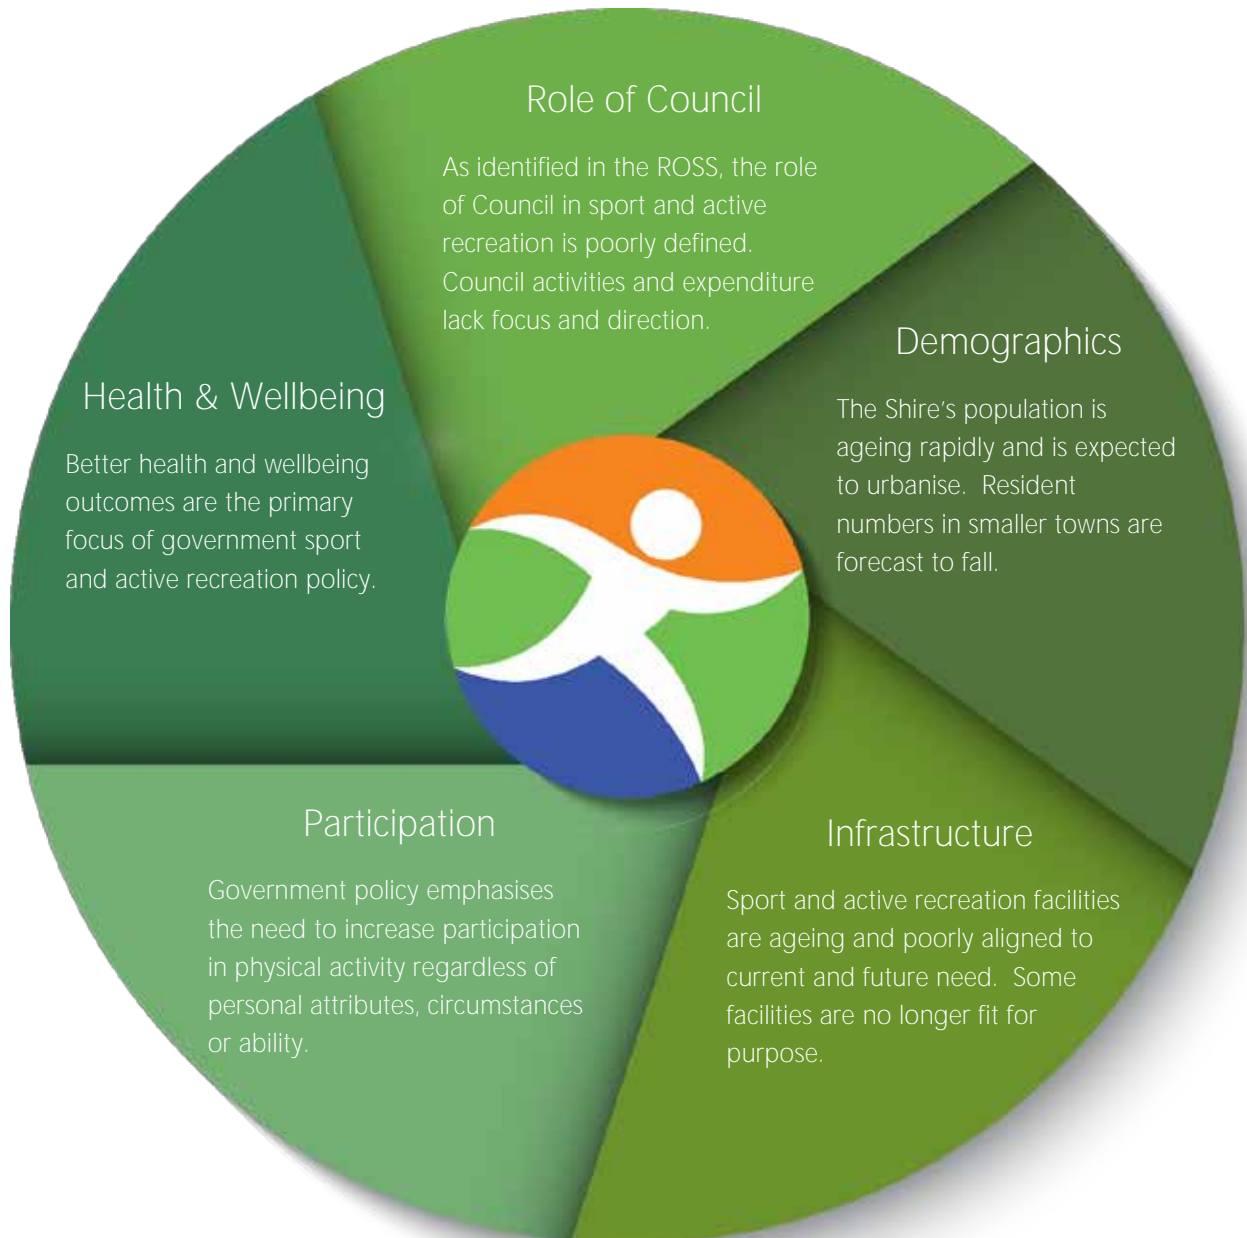 Role of Council
As identified in the ROSS, the role
of Council in sport and active
recreation is poorly defined.
Council activities and expenditure
lack focus and direction.
Demographics
The Shire's population is
ageing rapidly and is expected
to urbanise.  Resident
numbers in smaller towns are
forecast to fall.
Infrastructure
Sport and active recreation facilities
are ageing and poorly aligned to
current and future need.  Some
facilities are no longer fit for
purpose.
Participation
Government policy emphasises
the need to increase participation
in physical activity regardless of
personal attributes, circumstances
or ability.
Health & Wellbeing
Better health and wellbeing
outcomes are the primary
focus of government sport
and active recreation policy.